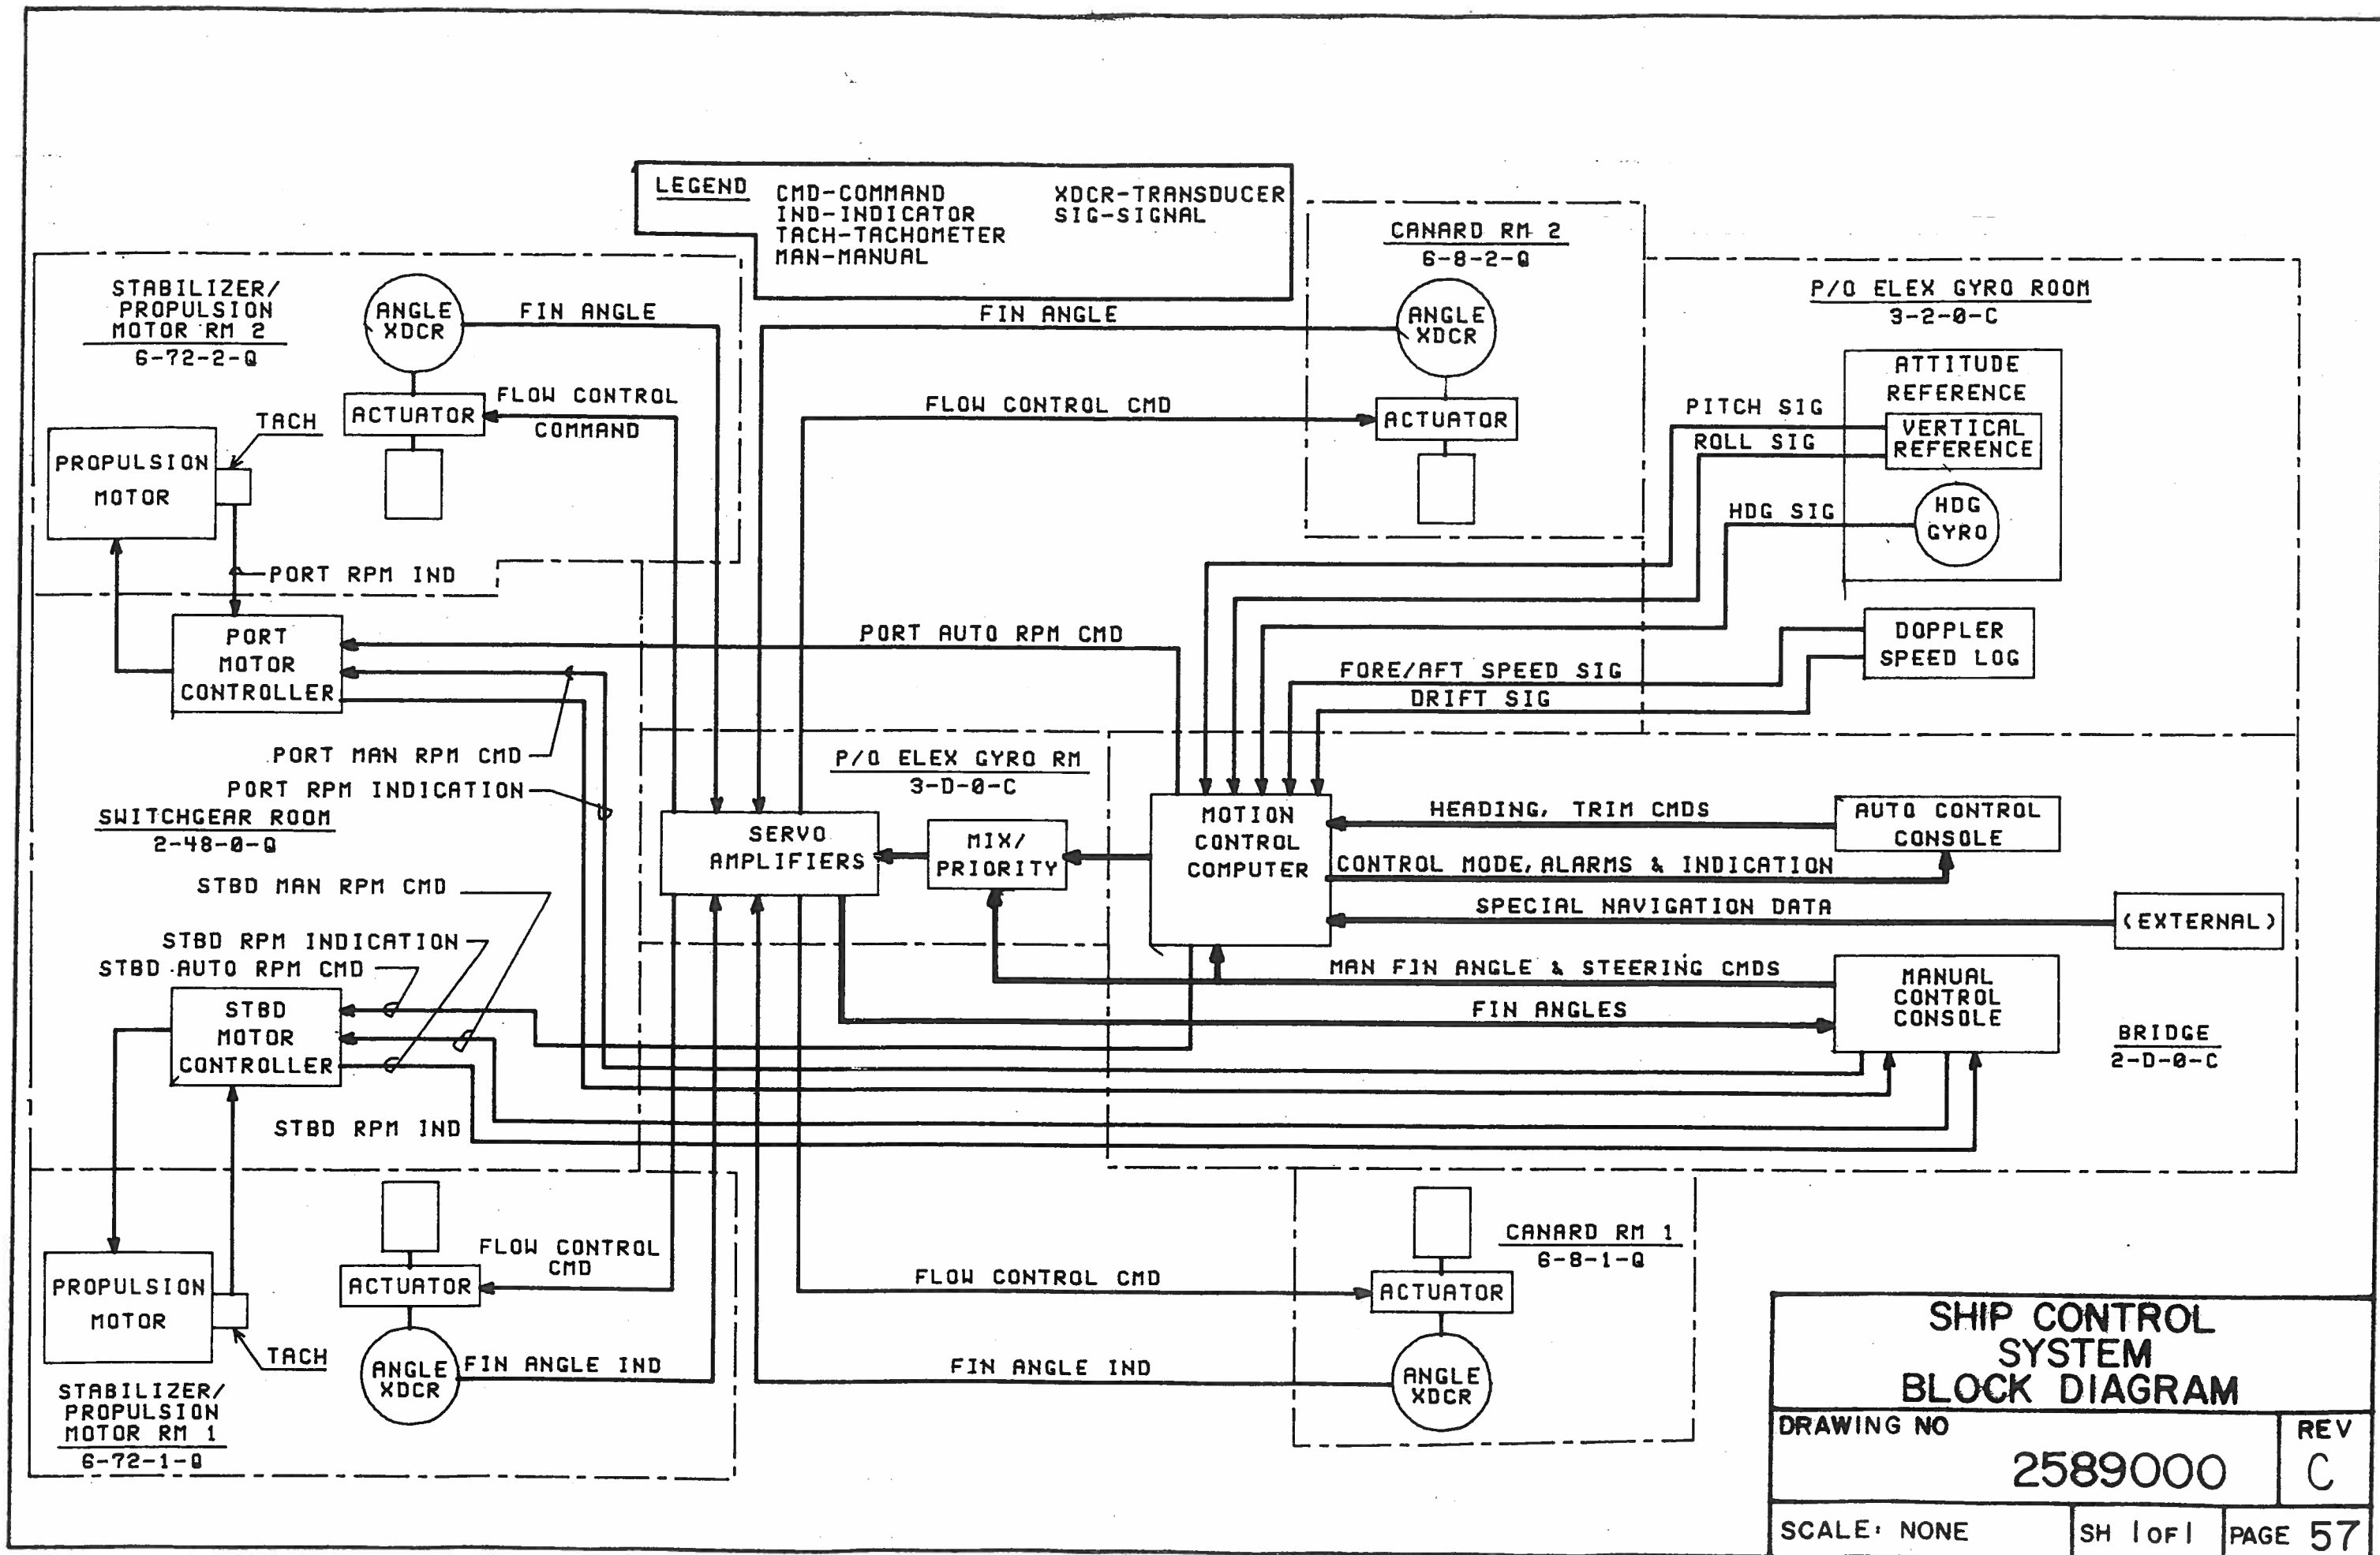 LEGEND
CMD-COMMAND
IND-INDICATOR
TACH-TACHOMETER
MAN-MANUAL
XDCR-TRANSDUCER
SIG-SIGNAL
STABILIZER/
PROPULSION
MOTOR RM 2
6-72-2-Q
ANGLE
XDCR
FIN ANGLE
FLOW CONTROL
COMMAND
ACTUATOR
TACH
PROPULSION
MOTOR
PORT RPM IND
FIN ANGLE
FLOW CONTROL CMD
CANARD RM 2
6-8-2-Q
ANGLE
XDCR
ACTUATOR
P/O ELEX GYRO ROOM
3-2-0-C
ATTITUDE
REFERENCE
VERTICAL
REFERENCE
HDG
GYRO
PITCH SIG
ROLL SIG
HDG SIG
DOPPLER
SPEED LOG
FORE/AFT SPEED SIG
DRIFT SIG
PORT
MOTOR
CONTROLLER
PORT AUTO RPM CMD
PORT MAN RPM CMD
PORT RPM INDICATION
SWITCHGEAR ROOM
2-48-0-Q
P/O ELEX GYRO RM
3-D-0-C
SERVO
AMPLIFIERS
MIX/
PRIORITY
MOTION
CONTROL
COMPUTER
HEADING, TRIM CMDS
AUTO CONTROL
CONSOLE
CONTROL MODE, ALARMS & INDICATION
SPECIAL NAVIGATION DATA
(EXTERNAL)
MAN FIN ANGLE & STEERING CMDS
FIN ANGLES
MANUAL
CONTROL
CONSOLE
BRIDGE
2-D-0-C
STBD MAN RPM CMD
STBD RPM INDICATION
STBD AUTO RPM CMD
STBD
MOTOR
CONTROLLER
STBD RPM IND
PROPULSION
MOTOR
TACH
STABILIZER/
PROPULSION
MOTOR RM 1
6-72-1-Q
ACTUATOR
ANGLE
XDCR
FLOW CONTROL
CMD
FIN ANGLE IND
FLOW CONTROL CMD
FIN ANGLE IND
CANARD RM 1
6-8-1-Q
ACTUATOR
ANGLE
XDCR
SHIP CONTROL
SYSTEM
BLOCK DIAGRAM
DRAWING NO
2589000
REV
C
SCALE: NONE
SH 1 OF 1
PAGE 57